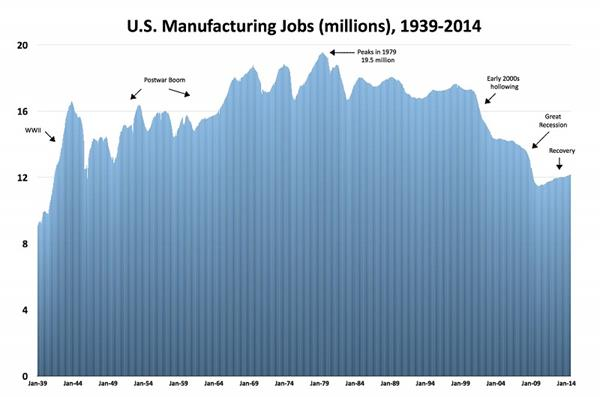 U.S. Manufacturing Jobs (millions), 1939-2014
20
16
12
8
4
0
WWII
Postwar Boom
Peaks in 1979
19.5 million
Early 2000s
hollowing
Great
Recession
Recovery
Jan-39
Jan-44
Jan-49
Jan-54
Jan-59
Jan-64
Jan-69
Jan-74
Jan-79
Jan-84
Jan-89
Jan-94
Jan-99
Jan-04
Jan-09
Jan-14